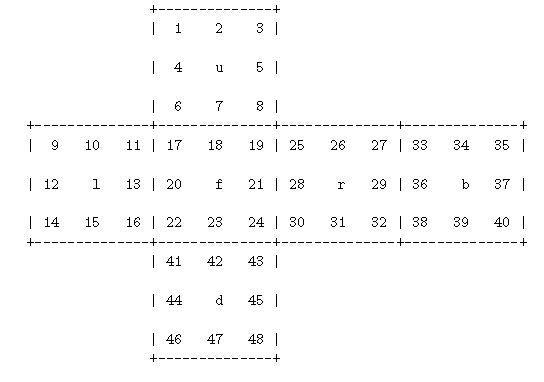 +--------------+
| 1 2 3 |
| 4 u 5 |
| 6 7 8 |
+--------------+--------------+--------------+--------------+
| 9 10 11 | 17 18 19 | 25 26 27 | 33 34 35 |
| 12 l 13 | 20 f 21 | 28 r 29 | 36 b 37 |
| 14 15 16 | 22 23 24 | 30 31 32 | 38 39 40 |
+--------------+--------------+--------------+--------------+
| 41 42 43 |
| 44 d 45 |
| 46 47 48 |
+--------------+